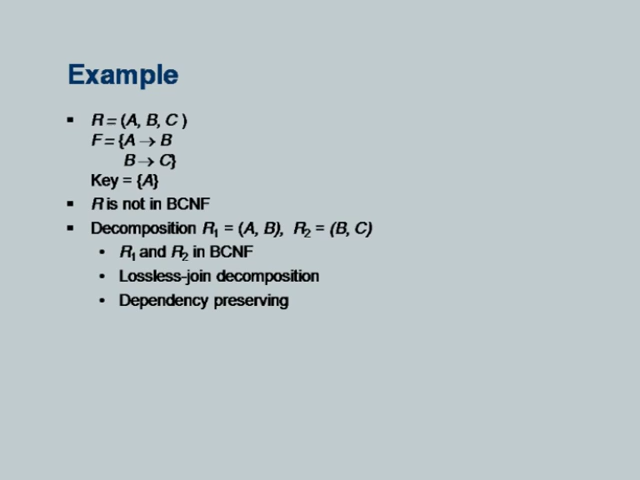 Example
▪ R = (A, B, C )
F = {A → B
B → C}
Key = {A}
▪ R is not in BCNF
▪ Decomposition R₁ = (A, B), R₂ = (B, C)
• R₁ and R₂ in BCNF
• Lossless-join decomposition
• Dependency preserving